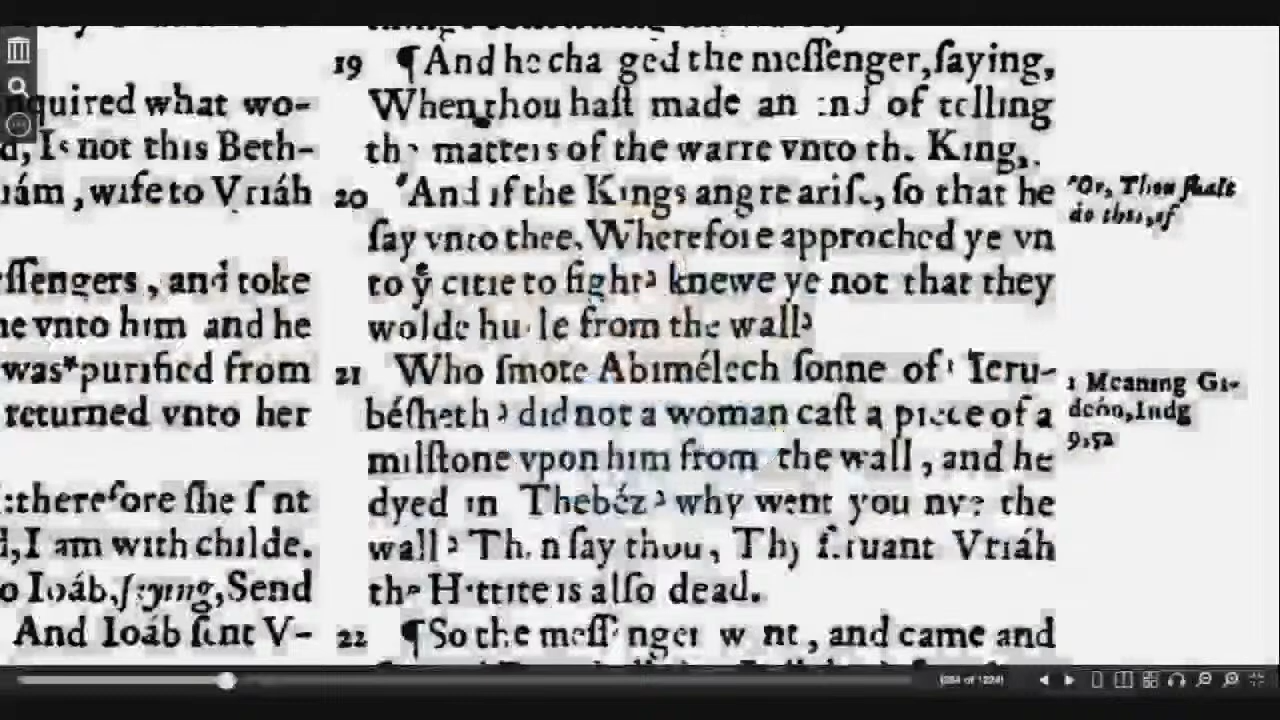 nquired what wo-
d, Is not this Beth-
iám, wife to Vriáh
ssengers, and toke
ne vnto him and he
was*purified from
returned vnto her
:therefore she sent
d, I am with childe.
o Ioáb, saying, Send
And Ioáb sent V-
19 ¶ And he charged the messenger, saying,
When thou hast made an end of telling
the matters of the warre vnto the King,
20 "And if the Kings angre arise, so that he
say vnto thee, Wherefore approched ye vn
to ẏ citie to fight? knewe ye not that they
wolde hurle from the wall?
21 Who smote Abimélech sonne of Ieru-
bésheth? did not a woman cast a piece of a
milstone vpon him from the wall, and he
dyed in Thebéz? why went you nye the
wall? Then say thou, Thy seruant Vriáh
the Hittite is also dead.
22 ¶ So the messenger went, and came and
"Or, Thou shalt
do this, if
Meaning Gi-
deón, Iudg
9,52
(284 of 1224)